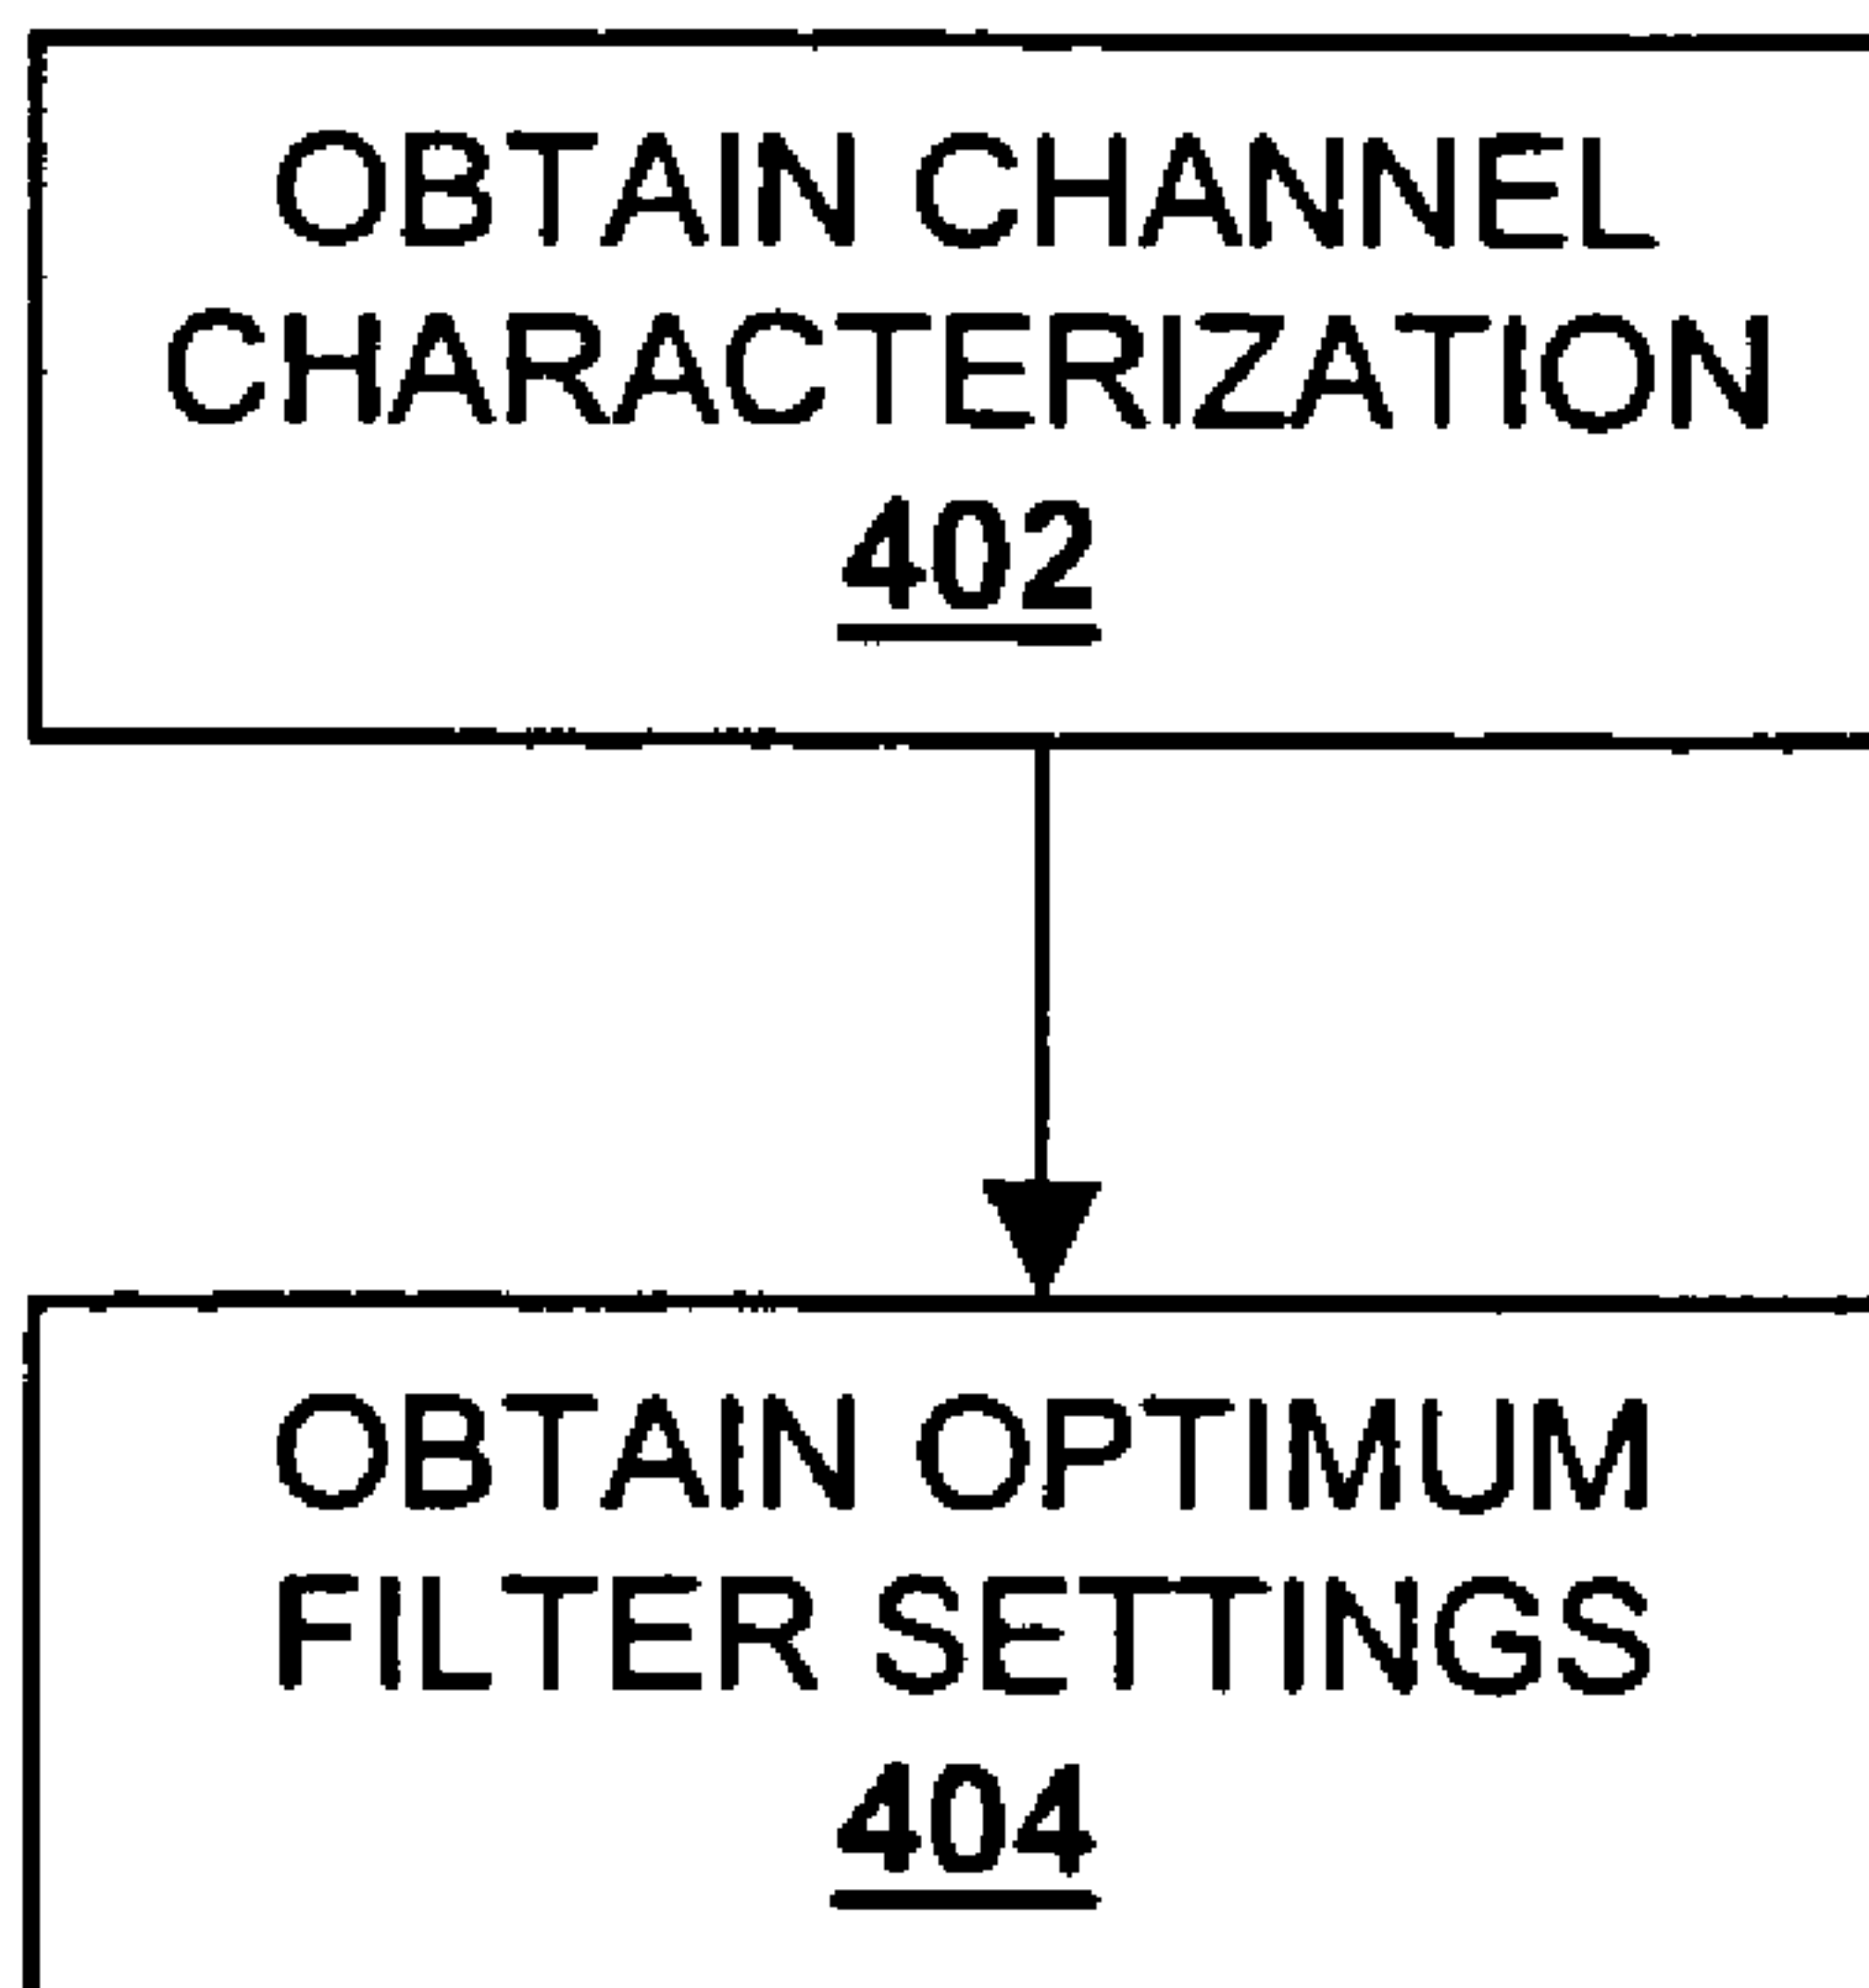 OBTAIN CHANNEL
CHARACTERIZATION
402
OBTAIN OPTIMUM
FILTER SETTINGS
404